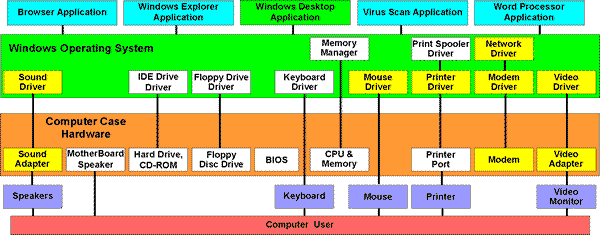 Browser Application
Windows Explorer
Application
Windows Desktop
Application
Virus Scan Application
Word Processor
Application
Windows Operating System
Memory
Manager
Print Spooler
Driver
Network
Driver
Sound
Driver
IDE Drive
Driver
Floppy Drive
Driver
Keyboard
Driver
Mouse
Driver
Printer
Driver
Modem
Driver
Video
Driver
Computer Case
Hardware
Sound
Adapter
MotherBoard
Speaker
Hard Drive,
CD-ROM
Floppy
Disc Drive
BIOS
CPU &
Memory
Printer
Port
Modem
Video
Adapter
Speakers
Keyboard
Mouse
Printer
Video
Monitor
Computer User